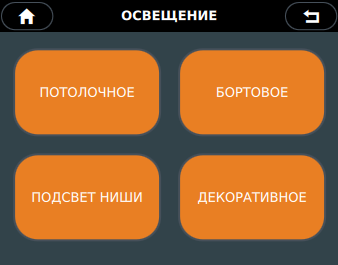 ОСВЕЩЕНИЕ
ПОТОЛОЧНОЕ
БОРТОВОЕ
ПОДСВЕТ НИШИ
ДЕКОРАТИВНОЕ